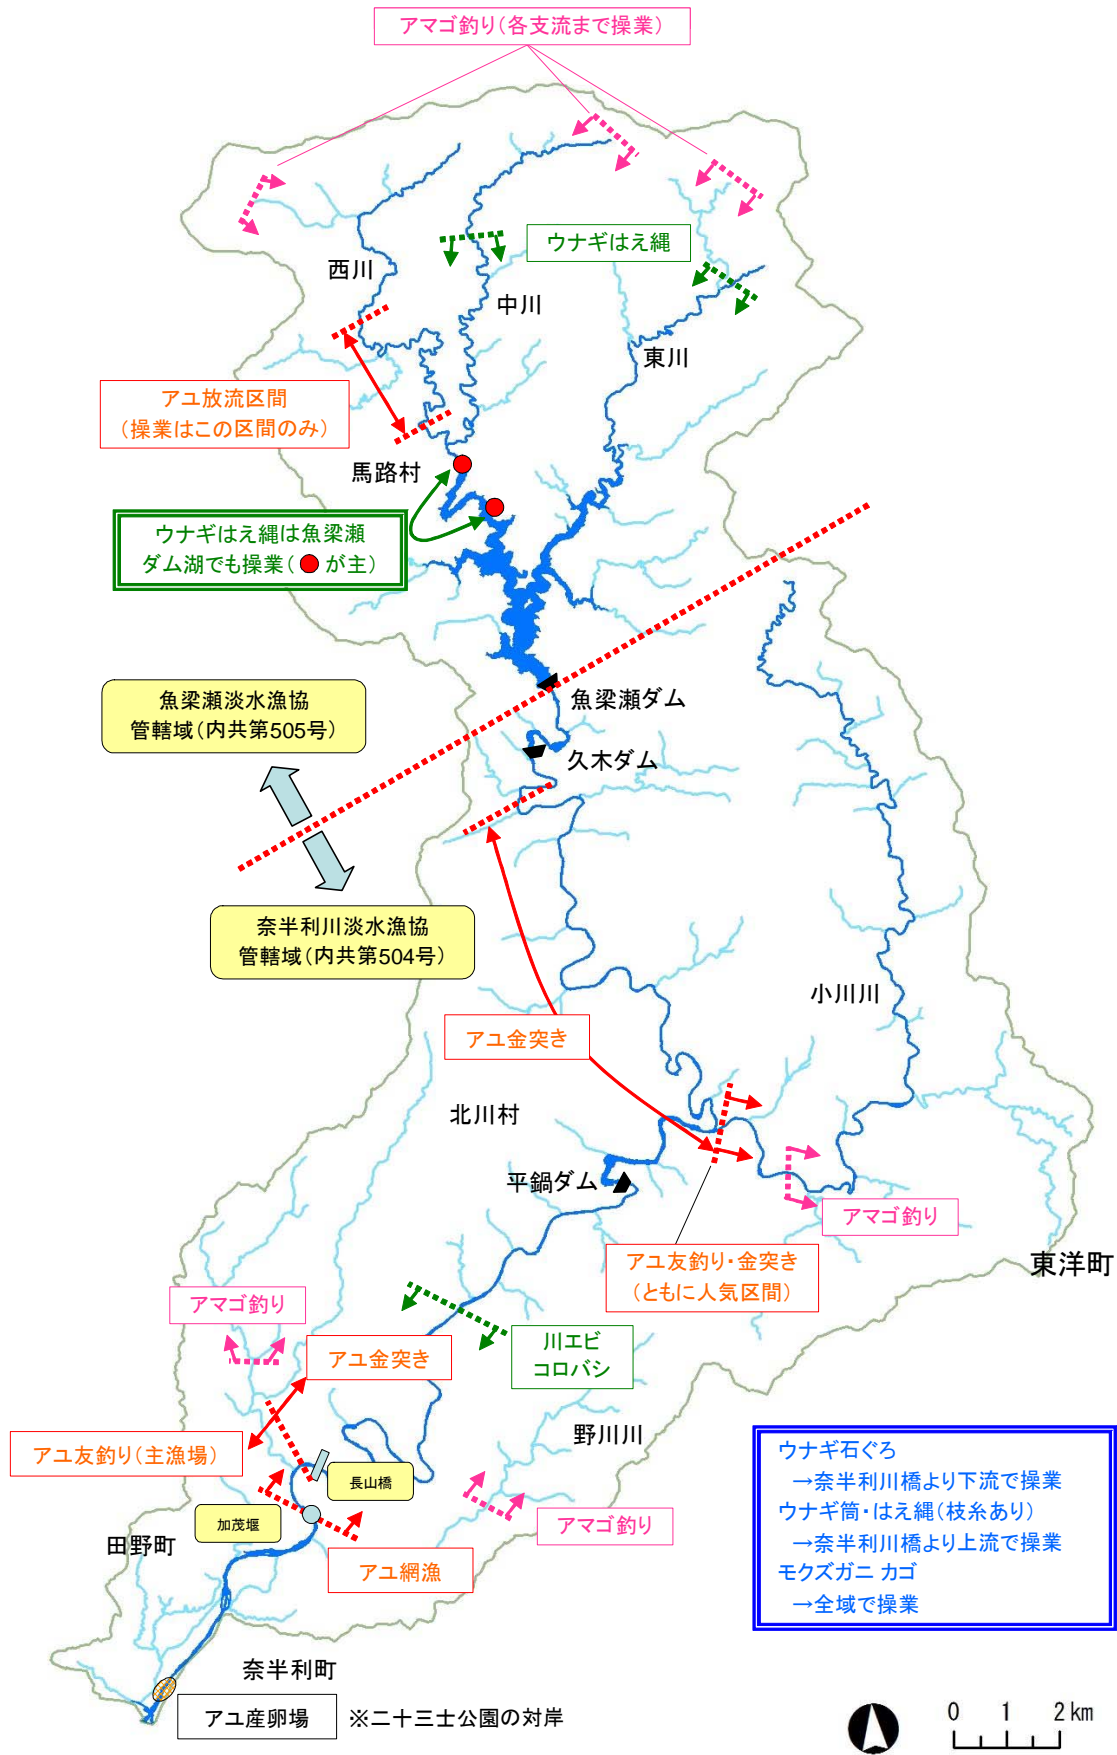 アマゴ釣り(各支流まで操業)
ウナギはえ縄
西川
中川
東川
アユ放流区間
(操業はこの区間のみ)
馬路村
ウナギはえ縄は魚梁瀬
ダム湖でも操業(●が主)
魚梁瀬淡水漁協
管轄域(内共第505号)
魚梁瀬ダム
久木ダム
奈半利川淡水漁協
管轄域(内共第504号)
小川川
アユ金突き
北川村
平鍋ダム
アマゴ釣り
アユ友釣り・金突き
(ともに人気区間)
東洋町
アマゴ釣り
アユ金突き
川エビ
コロバシ
アユ友釣り(主漁場)
野川川
長山橋
加茂堰
アマゴ釣り
田野町
アユ網漁
ウナギ石ぐろ
→奈半利川橋より下流で操業
ウナギ筒・はえ縄(枝糸あり)
→奈半利川橋より上流で操業
モクズガニ カゴ
→全域で操業
奈半利町
アユ産卵場
※二十三士公園の対岸
0 1 2km